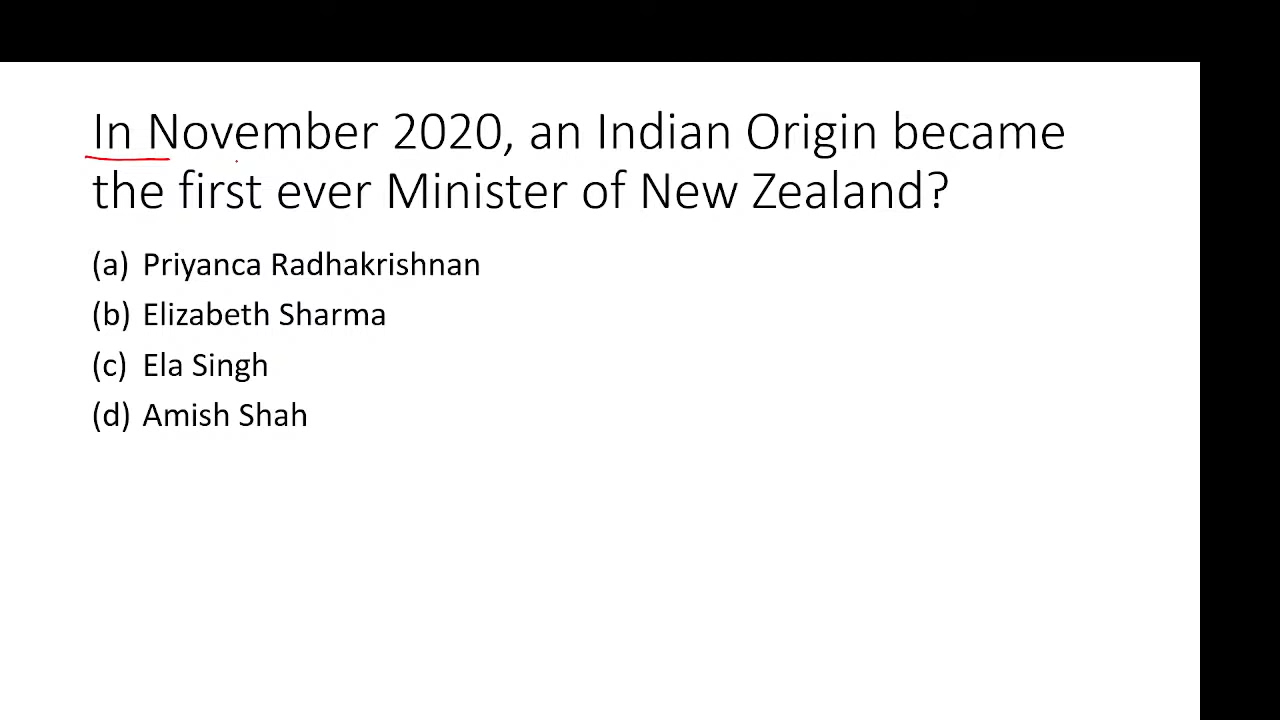 In November 2020, an Indian Origin became
the first ever Minister of New Zealand?
(a) Priyanca Radhakrishnan
(b) Elizabeth Sharma
(c) Ela Singh
(d) Amish Shah